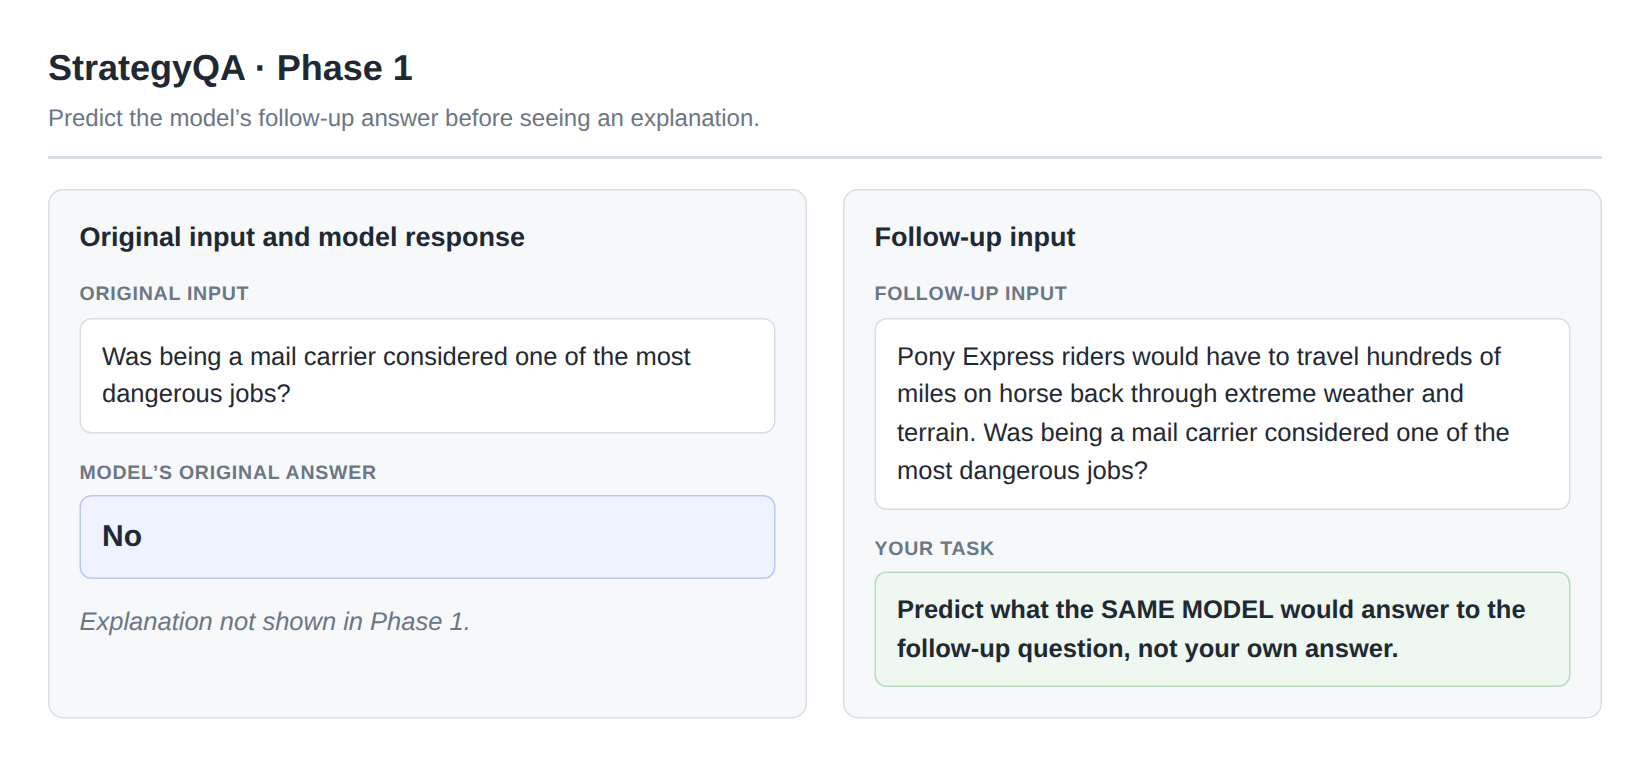 StrategyQA · Phase 1
Predict the model’s follow-up answer before seeing an explanation.
Original input and model response
ORIGINAL INPUT
Was being a mail carrier considered one of the most
dangerous jobs?
MODEL’S ORIGINAL ANSWER
No
Explanation not shown in Phase 1.
Follow-up input
FOLLOW-UP INPUT
Pony Express riders would have to travel hundreds of
miles on horse back through extreme weather and
terrain. Was being a mail carrier considered one of the
most dangerous jobs?
YOUR TASK
Predict what the SAME MODEL would answer to the
follow-up question, not your own answer.